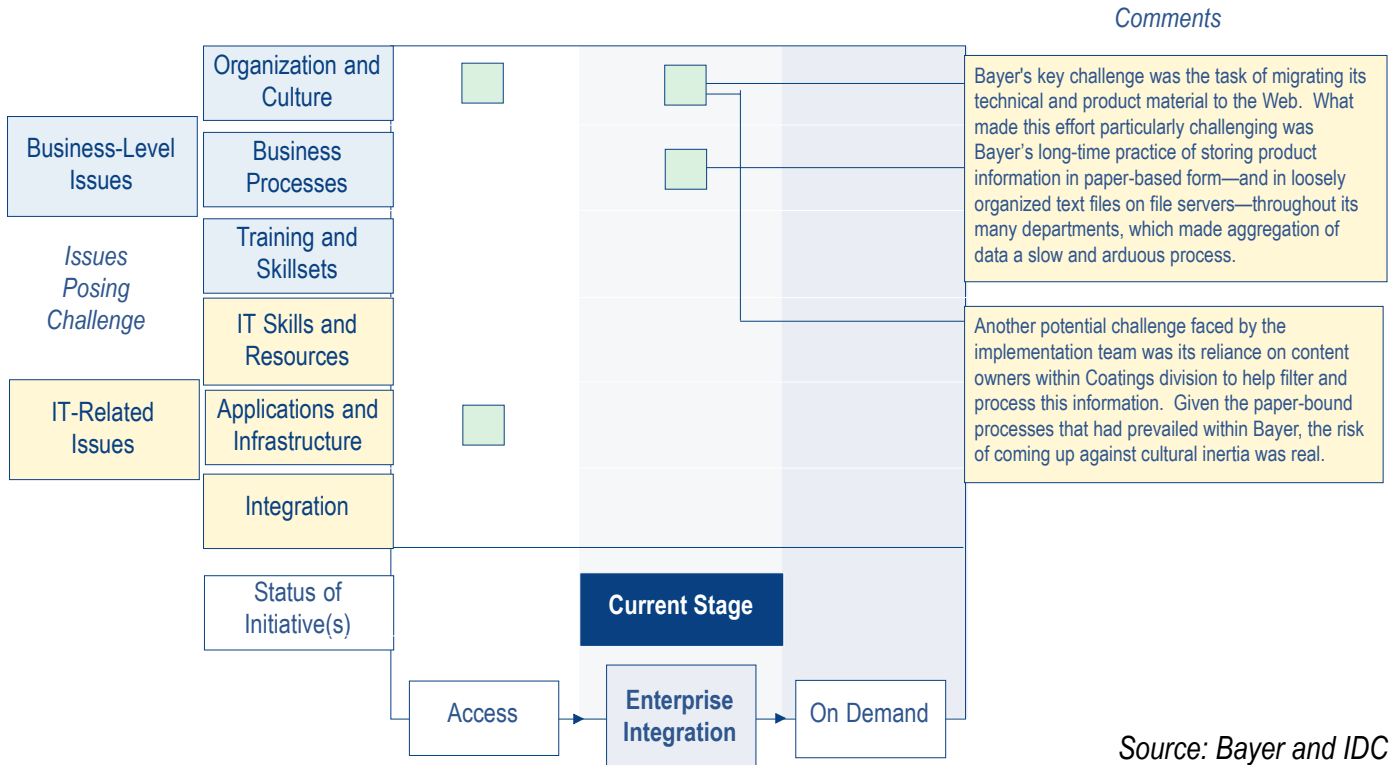 Comments
Organization and
Culture
Business
Processes
Training and
Skillsets
IT Skills and
Resources
Applications and
Infrastructure
Integration
Status of
Initiative(s)
Business-Level
Issues
Issues
Posing
Challenge
IT-Related
Issues
Bayer's key challenge was the task of migrating its
technical and product material to the Web.  What
made this effort particularly challenging was
Bayer’s long-time practice of storing product
information in paper-based form—and in loosely
organized text files on file servers—throughout its
many departments, which made aggregation of
data a slow and arduous process.
Another potential challenge faced by the
implementation team was its reliance on content
owners within Coatings division to help filter and
process this information.  Given the paper-bound
processes that had prevailed within Bayer, the risk
of coming up against cultural inertia was real.
Current Stage
Access
Enterprise
Integration
On Demand
Source: Bayer and IDC